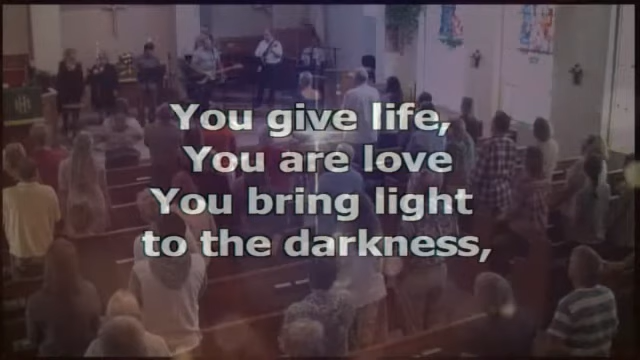 You give life,
You are love
You bring light
to the darkness,